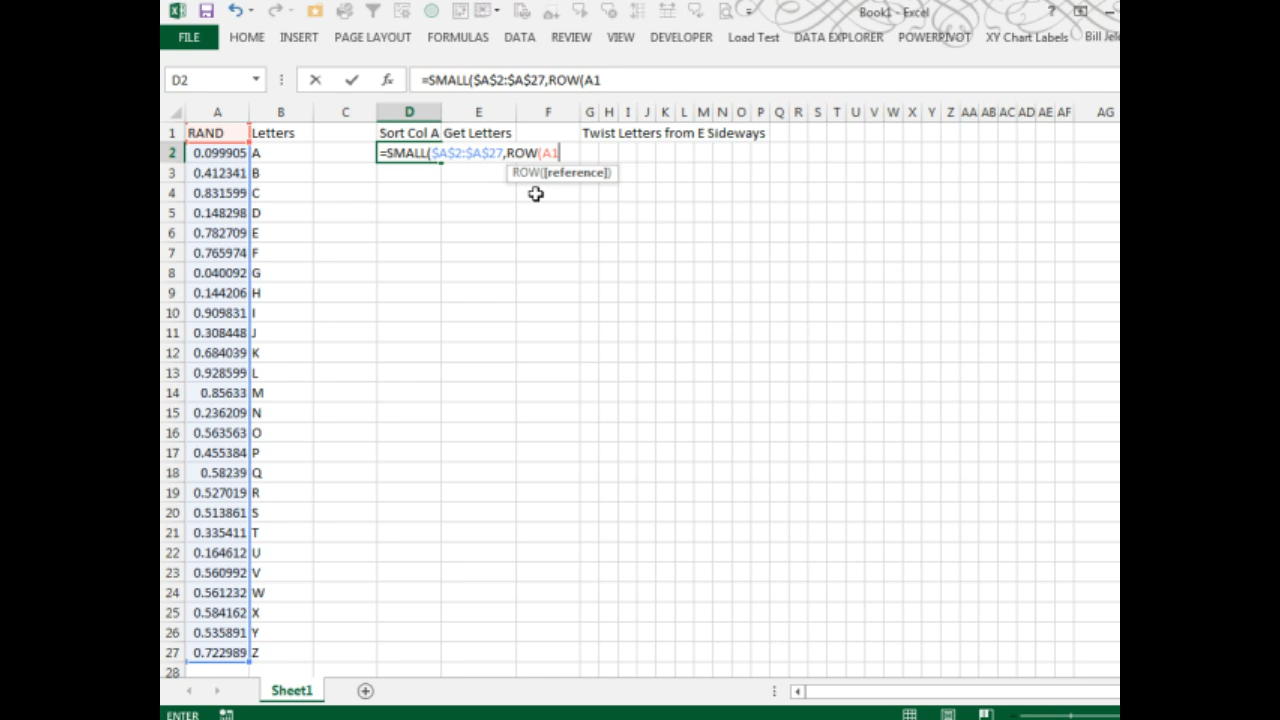 Book1 - Excel ?
FILE HOME INSERT PAGE LAYOUT FORMULAS DATA REVIEW VIEW DEVELOPER Load Test DATA EXPLORER POWERPIVOT XY Chart Labels Bill Jele
D2 fx =SMALL($A$2:$A$27,ROW(A1
A B C D E F G H I J K L M N O P Q R S T U V W X Y Z AA AB AC AD AE AF AG
1 RAND Letters Sort Col A Get Letters Twist Letters from E Sideways
2 0.099905 A =SMALL($A$2:$A$27,ROW(A1
3 0.412341 B ROW([reference])
4 0.831599 C
5 0.148298 D
6 0.782709 E
7 0.765974 F
8 0.040092 G
9 0.144206 H
10 0.909831 I
11 0.308448 J
12 0.684039 K
13 0.928599 L
14 0.85633 M
15 0.236209 N
16 0.563563 O
17 0.455384 P
18 0.58239 Q
19 0.527019 R
20 0.513861 S
21 0.335411 T
22 0.164612 U
23 0.560992 V
24 0.561232 W
25 0.584162 X
26 0.535891 Y
27 0.722989 Z
28
Sheet1
ENTER